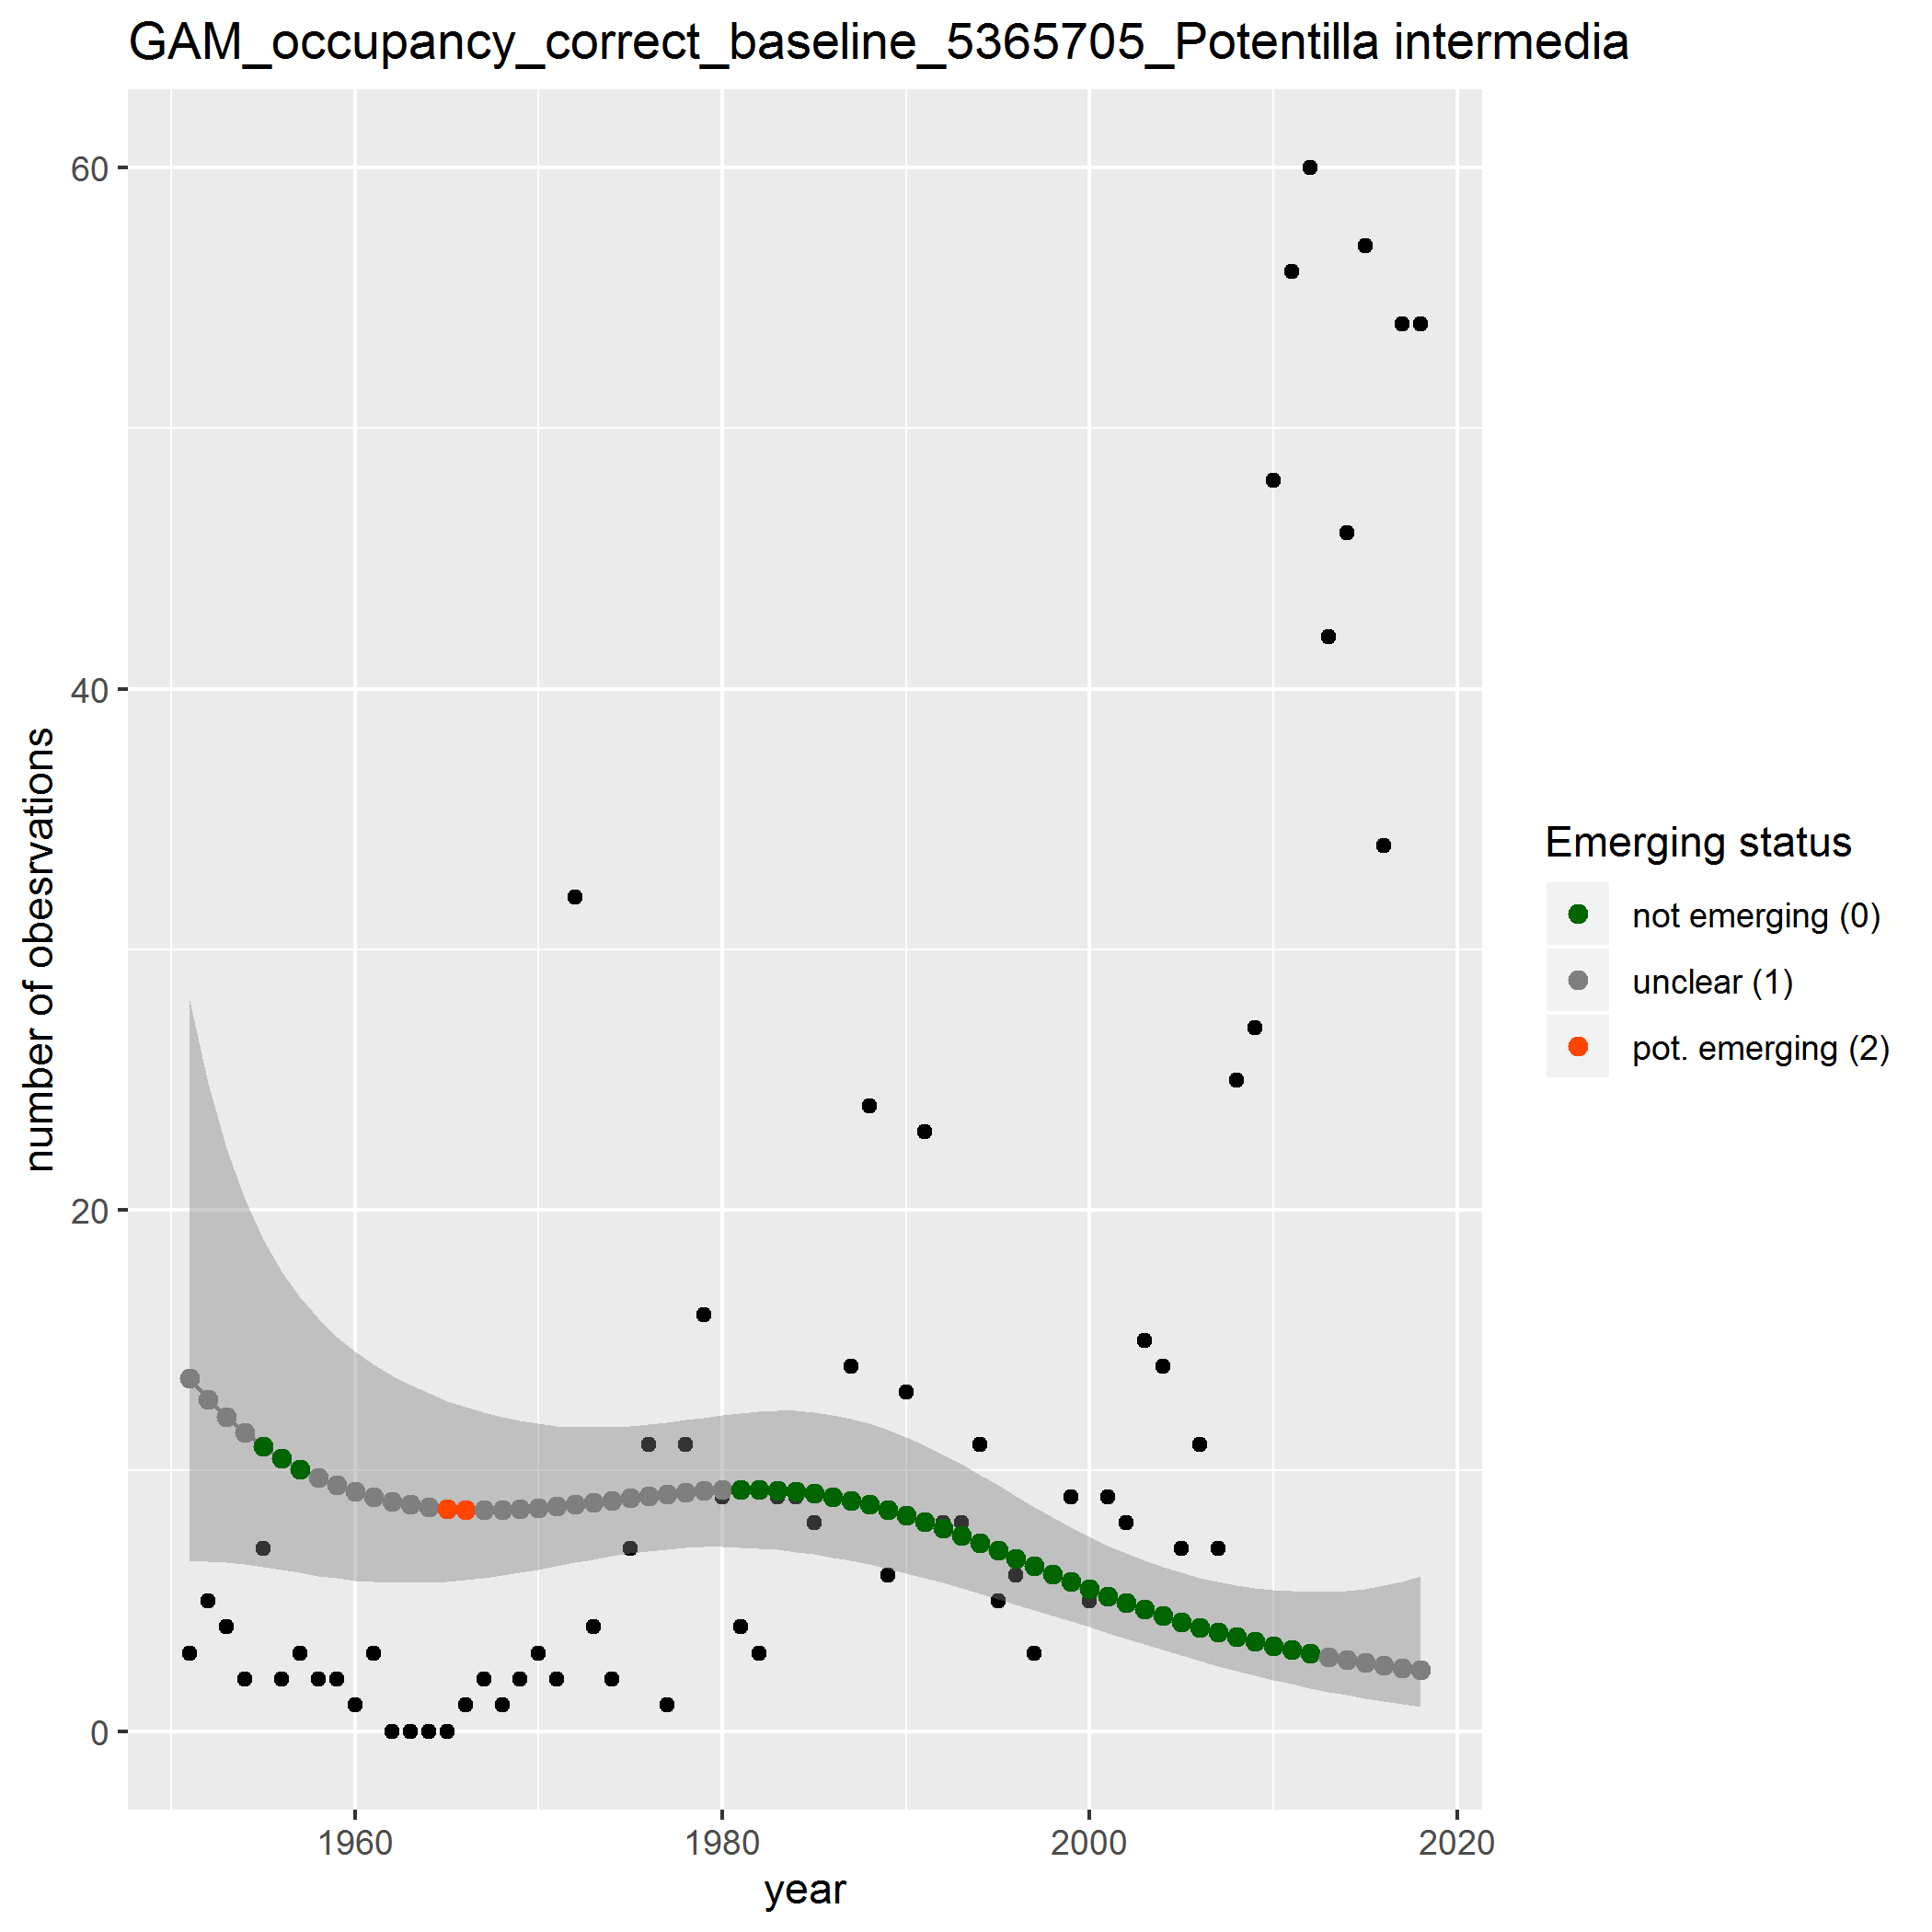 GAM_occupancy_correct_baseline_5365705_Potentilla intermedia
60
40
20
0
number of obesrvations
1960 1980 2000 2020
year
Emerging status
not emerging (0)
unclear (1)
pot. emerging (2)